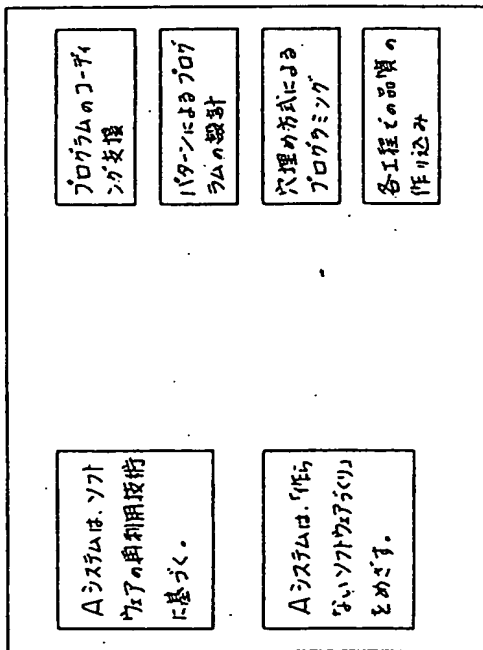 Aシステムは、ソフト
ウェアの再利用技術
に基づく。
Aシステムは、「作ら
ないソフトウェアづくり」
をめざす。
プログラムのコーディ
ング支援
パターンによるプログ
ラムの設計
穴埋め方式による
プログラミング
各工程での品質の
作り込み